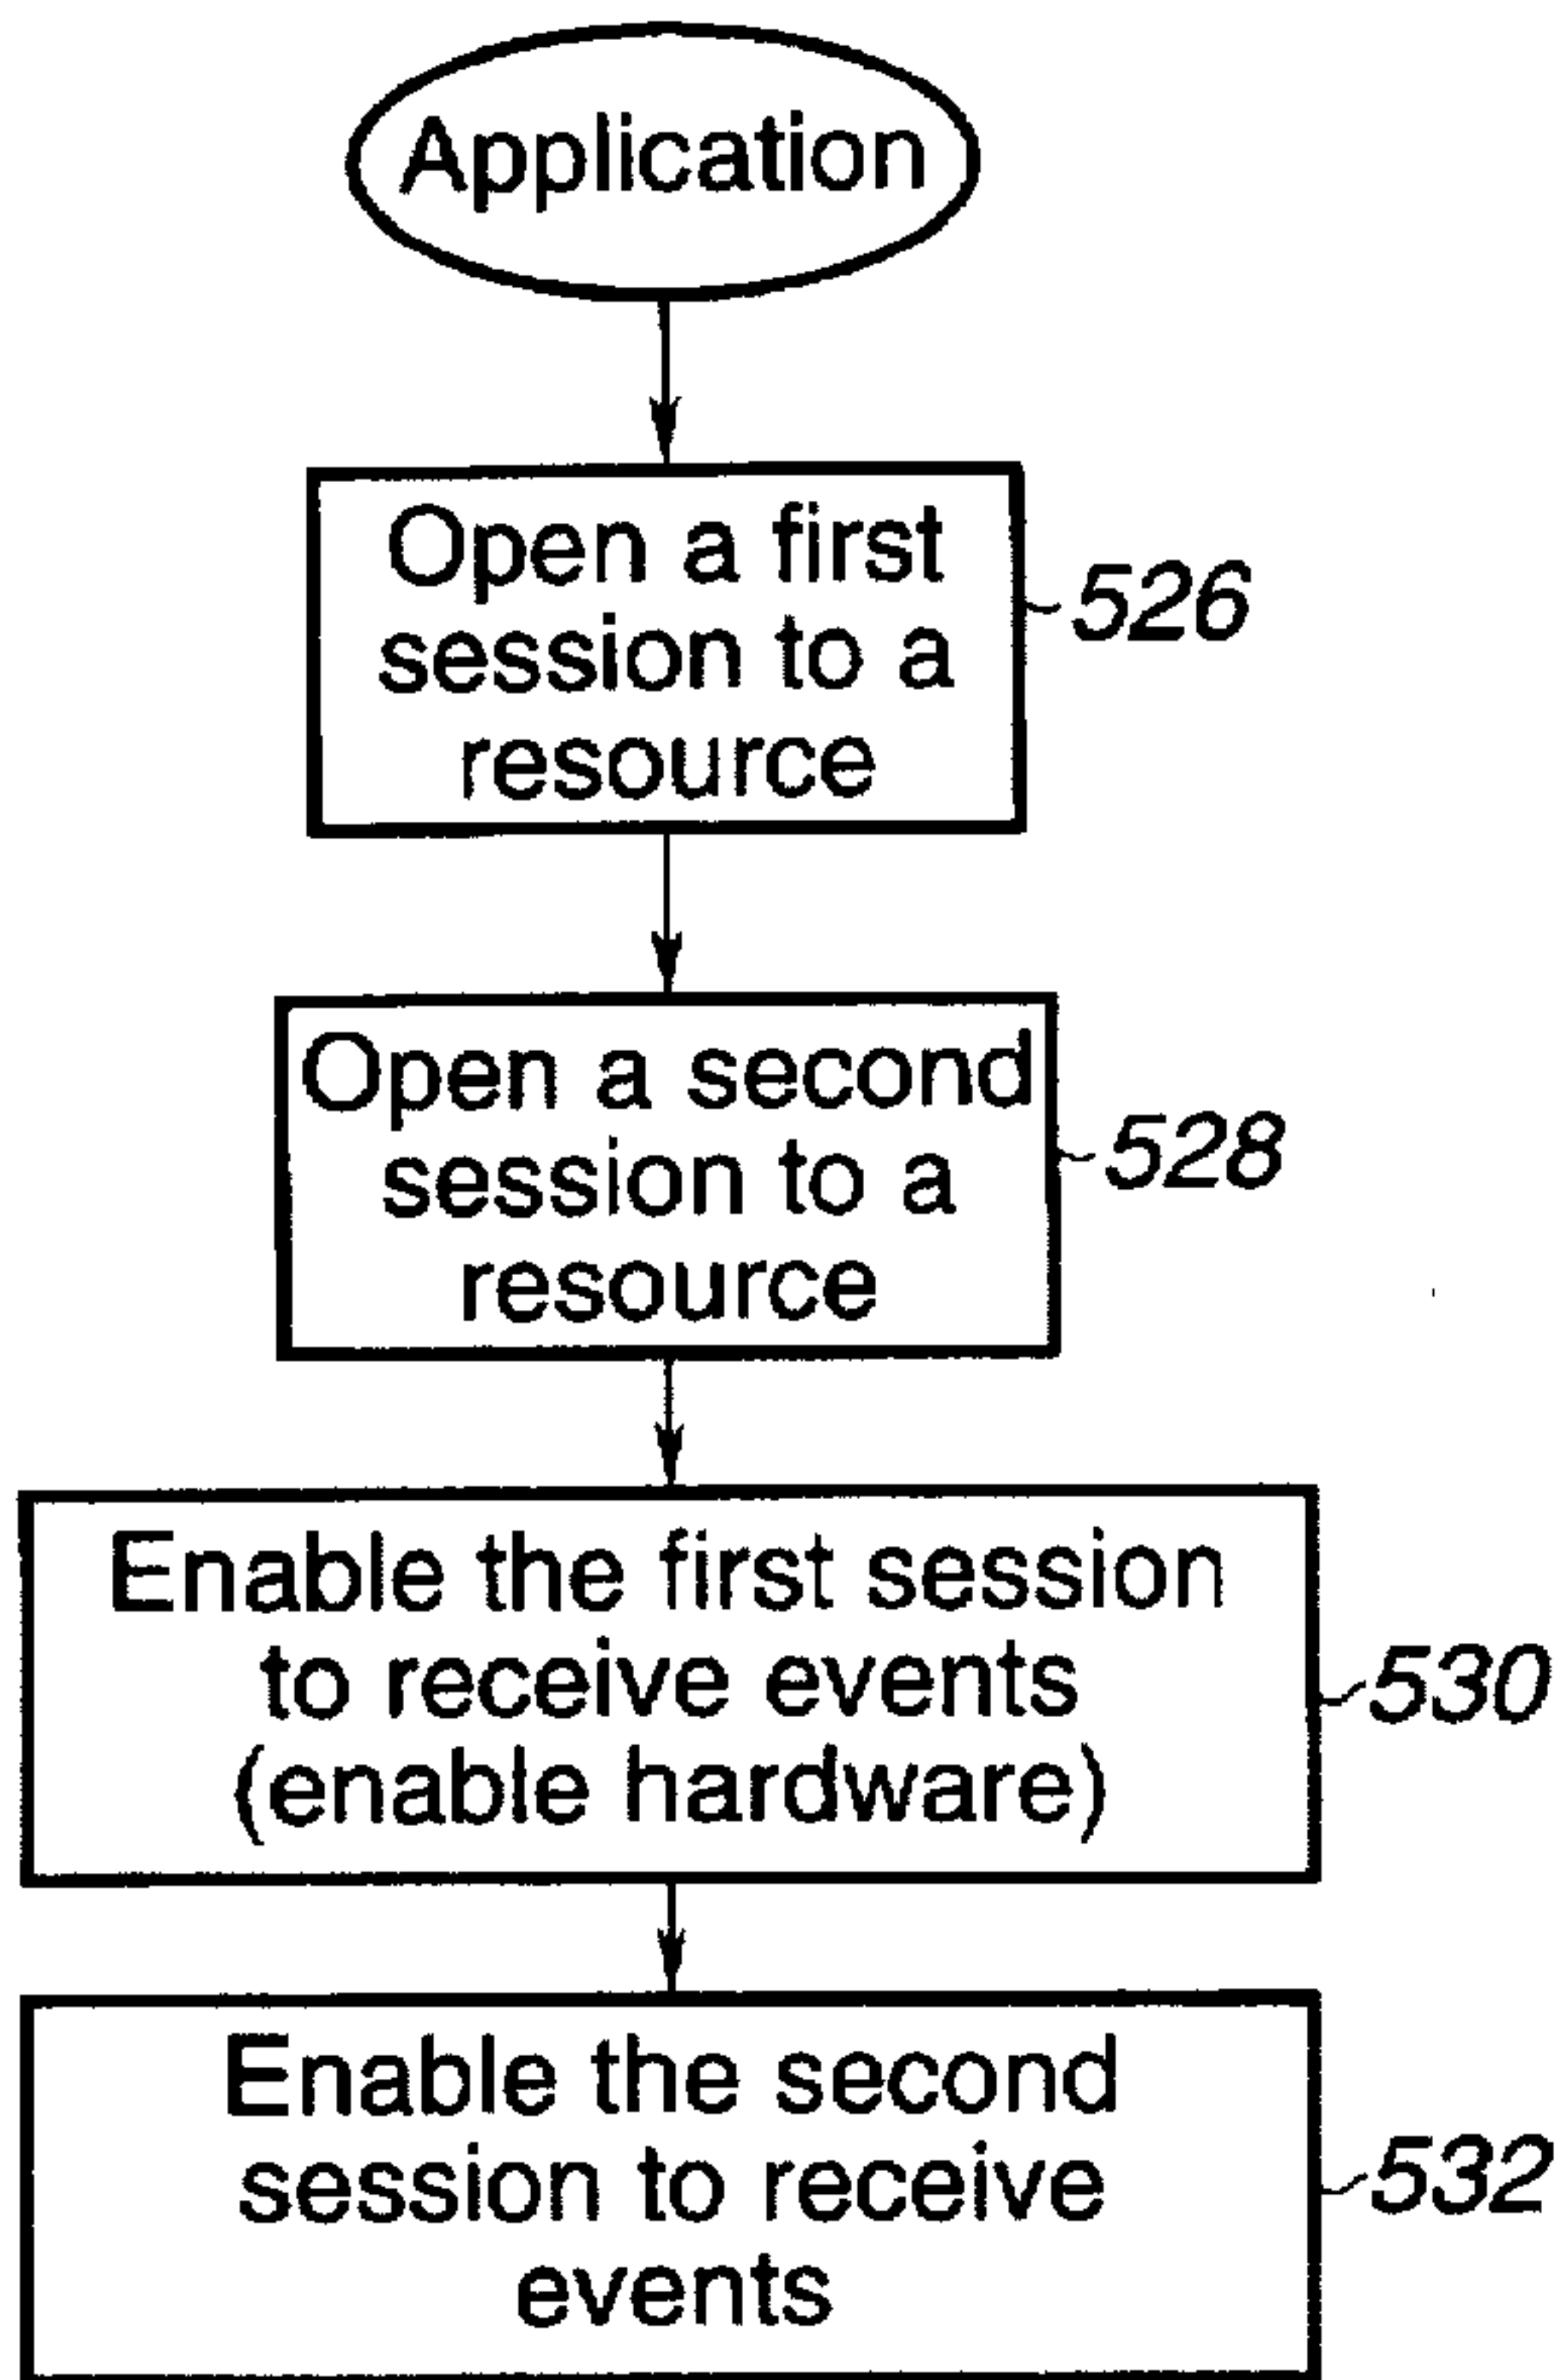 Application
Open a first
session to a
resource
526
Open a second
session to a
resource
528
Enable the first session
to receive events
(enable hardware)
530
Enable the second
session to receive
events
532